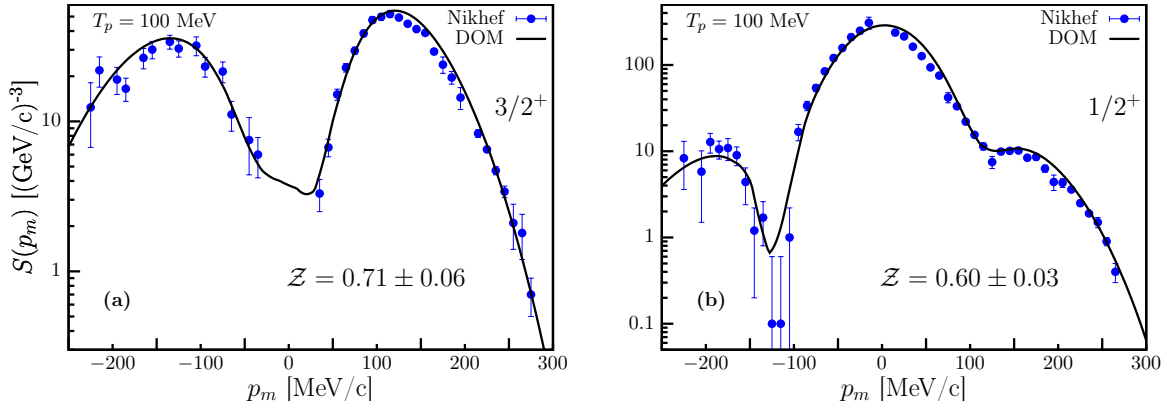 T_p = 100 MeV
Nikhef
DOM
3/2⁺
S(p_m) [(GeV/c)⁻³]
10
1
𝒵 = 0.71 ± 0.06
(a)
−200 −100 0 100 200 300
p_m [MeV/c]
T_p = 100 MeV
Nikhef
DOM
1/2⁺
100
10
1
0.1
𝒵 = 0.60 ± 0.03
(b)
−200 −100 0 100 200 300
p_m [MeV/c]